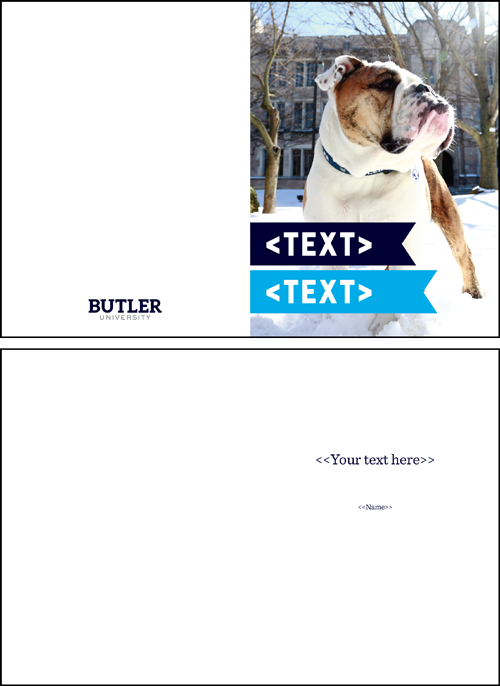 <TEXT>
<TEXT>
BUTLER
UNIVERSITY
<<Your text here>>
<<Name>>